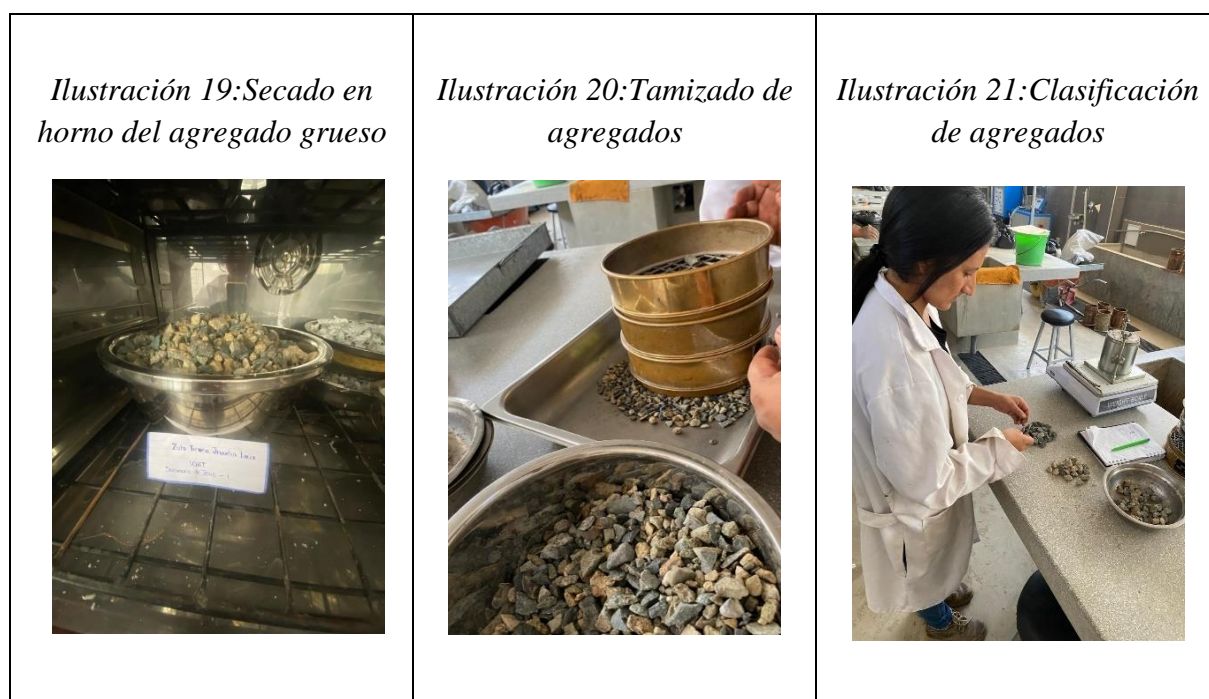 Ilustración 19:Secado en
horno del agregado grueso
Ilustración 20:Tamizado de
agregados
Ilustración 21:Clasificación
de agregados